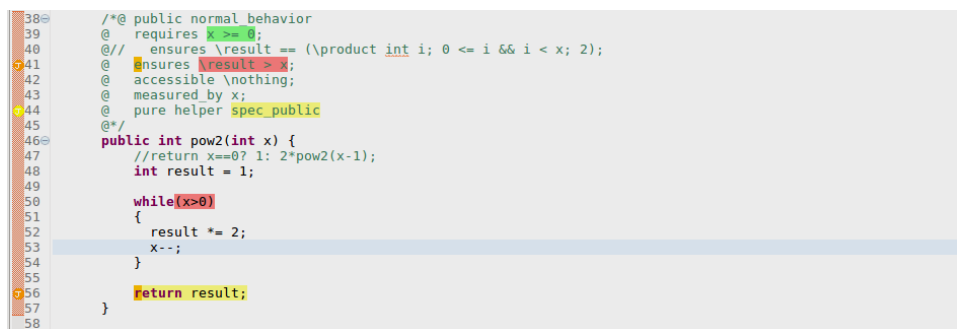 38 /*@ public normal_behavior
39 @ requires x >= 0;
40 @// ensures \result == (\product int i; 0 <= i && i < x; 2);
41 @ ensures \result > x;
42 @ accessible \nothing;
43 @ measured_by x;
44 @ pure helper spec_public
45 @*/
46 public int pow2(int x) {
47 //return x==0? 1: 2*pow2(x-1);
48 int result = 1;
49
50 while(x>0)
51 {
52 result *= 2;
53 x--;
54 }
55
56 return result;
57 }
58